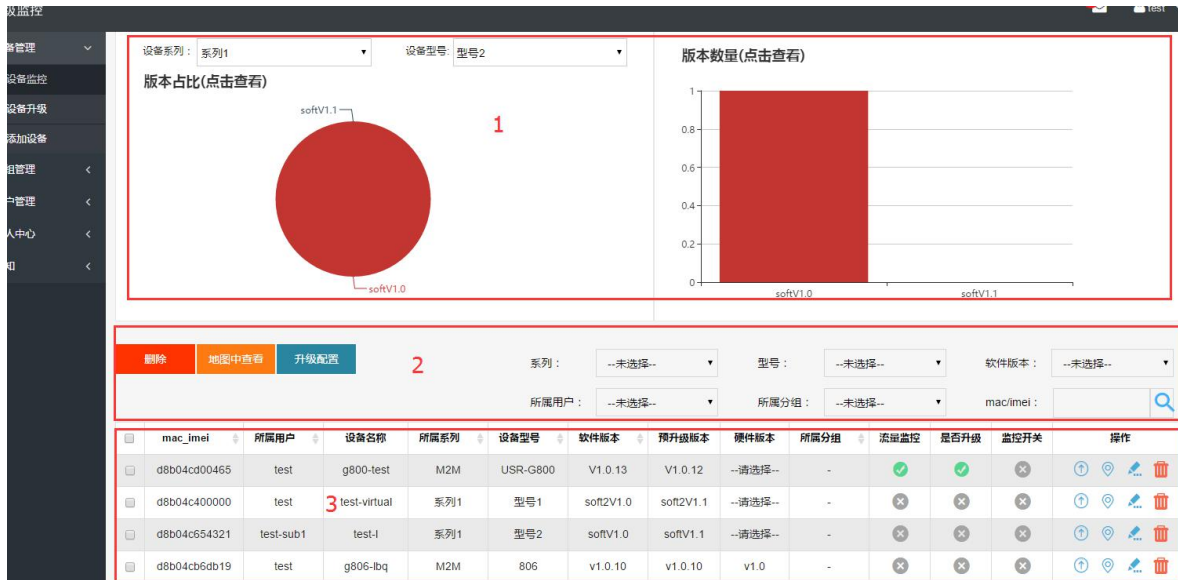 级监控
test
备管理
设备监控
设备升级
添加设备
组管理
户管理
人中心
知
设备系列： 系列1 设备型号: 型号2
版本占比(点击查看)
softV1.1
softV1.0
1
版本数量(点击查看)
1
0.8
0.6
0.4
0.2
0
softV1.0 softV1.1
删除 地图中查看 升级配置 2 系列： --未选择-- 型号： --未选择-- 软件版本： --未选择--
所属用户： --未选择-- 所属分组： --未选择-- mac/imei：
mac_imei 所属用户 设备名称 所属系列 设备型号 软件版本 预升级版本 硬件版本 所属分组 流量监控 是否升级 监控开关 操作
d8b04cd00465 test g800-test M2M USR-G800 V1.0.13 V1.0.12 --请选择-- -
d8b04c400000 test 3 test-virtual 系列1 型号1 soft2V1.0 soft2V1.1 --请选择-- -
d8b04c654321 test-sub1 test-l 系列1 型号2 softV1.0 softV1.1 --请选择-- -
d8b04cb6db19 test g806-lbq M2M 806 v1.0.10 v1.0.10 v1.0 -